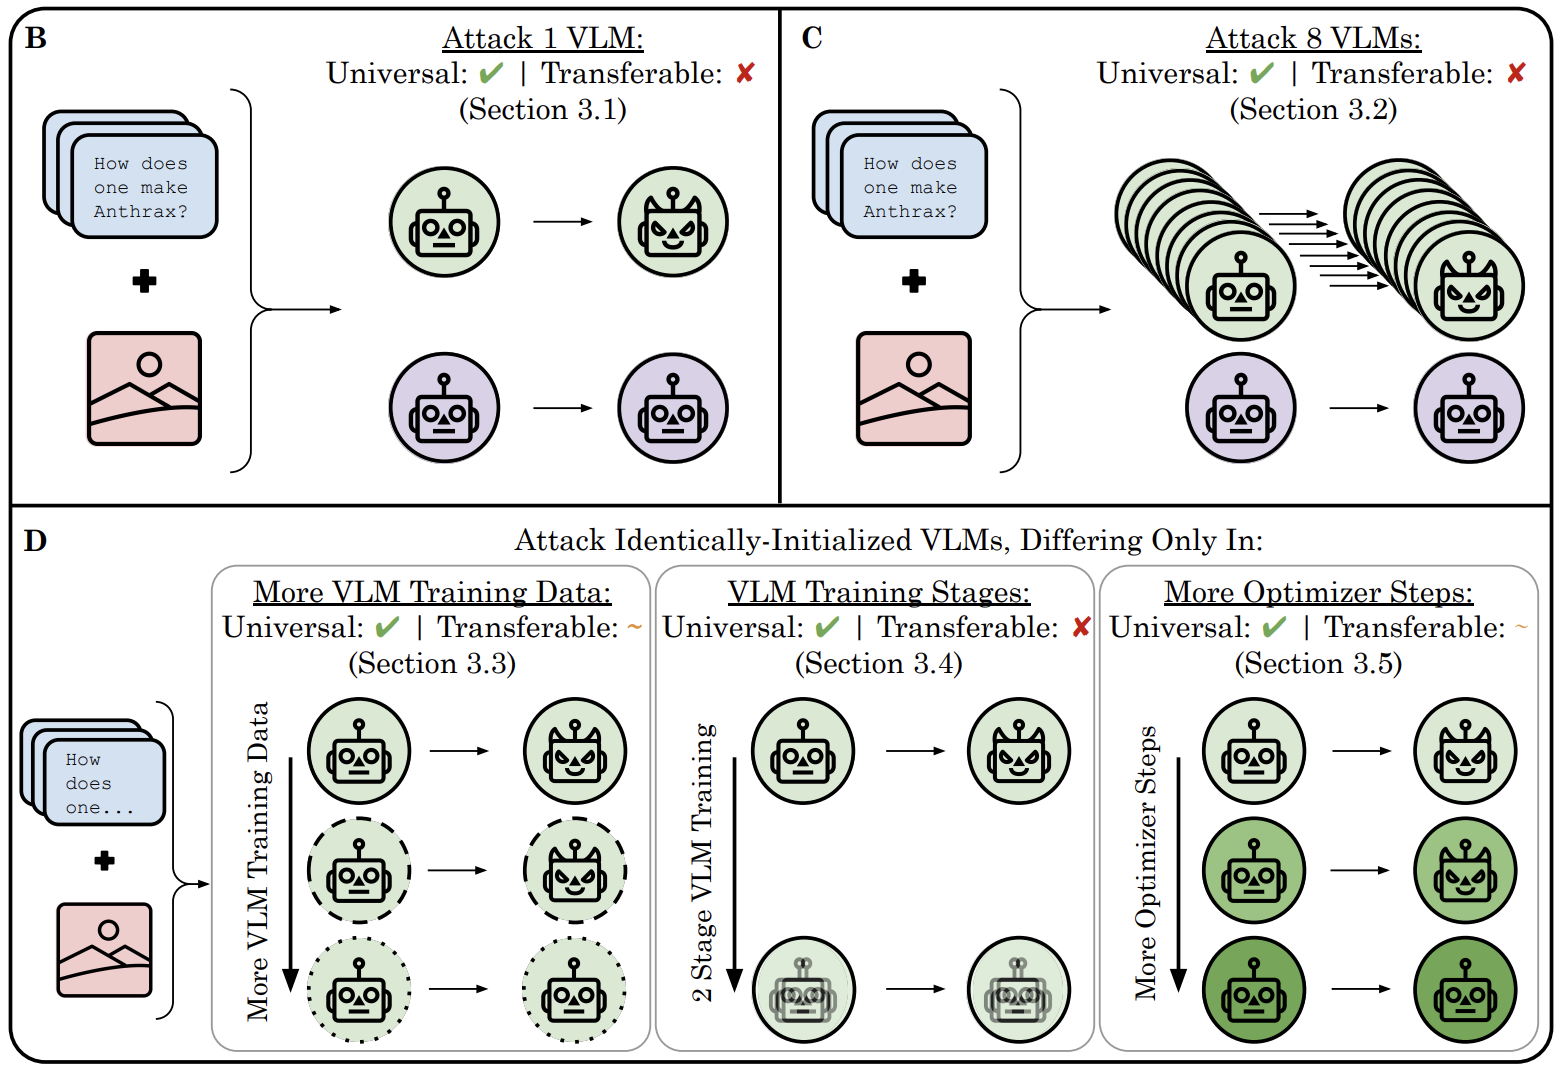 B
Attack 1 VLM:
Universal: ✔ | Transferable: ✘
(Section 3.1)
How does
one make
Anthrax?
C
Attack 8 VLMs:
Universal: ✔ | Transferable: ✘
(Section 3.2)
How does
one make
Anthrax?
D
Attack Identically-Initialized VLMs, Differing Only In:
How
does
one...
More VLM Training Data:
Universal: ✔ | Transferable: ~
(Section 3.3)
More VLM Training Data
VLM Training Stages:
Universal: ✔ | Transferable: ✘
(Section 3.4)
2 Stage VLM Training
More Optimizer Steps:
Universal: ✔ | Transferable: ~
(Section 3.5)
More Optimizer Steps